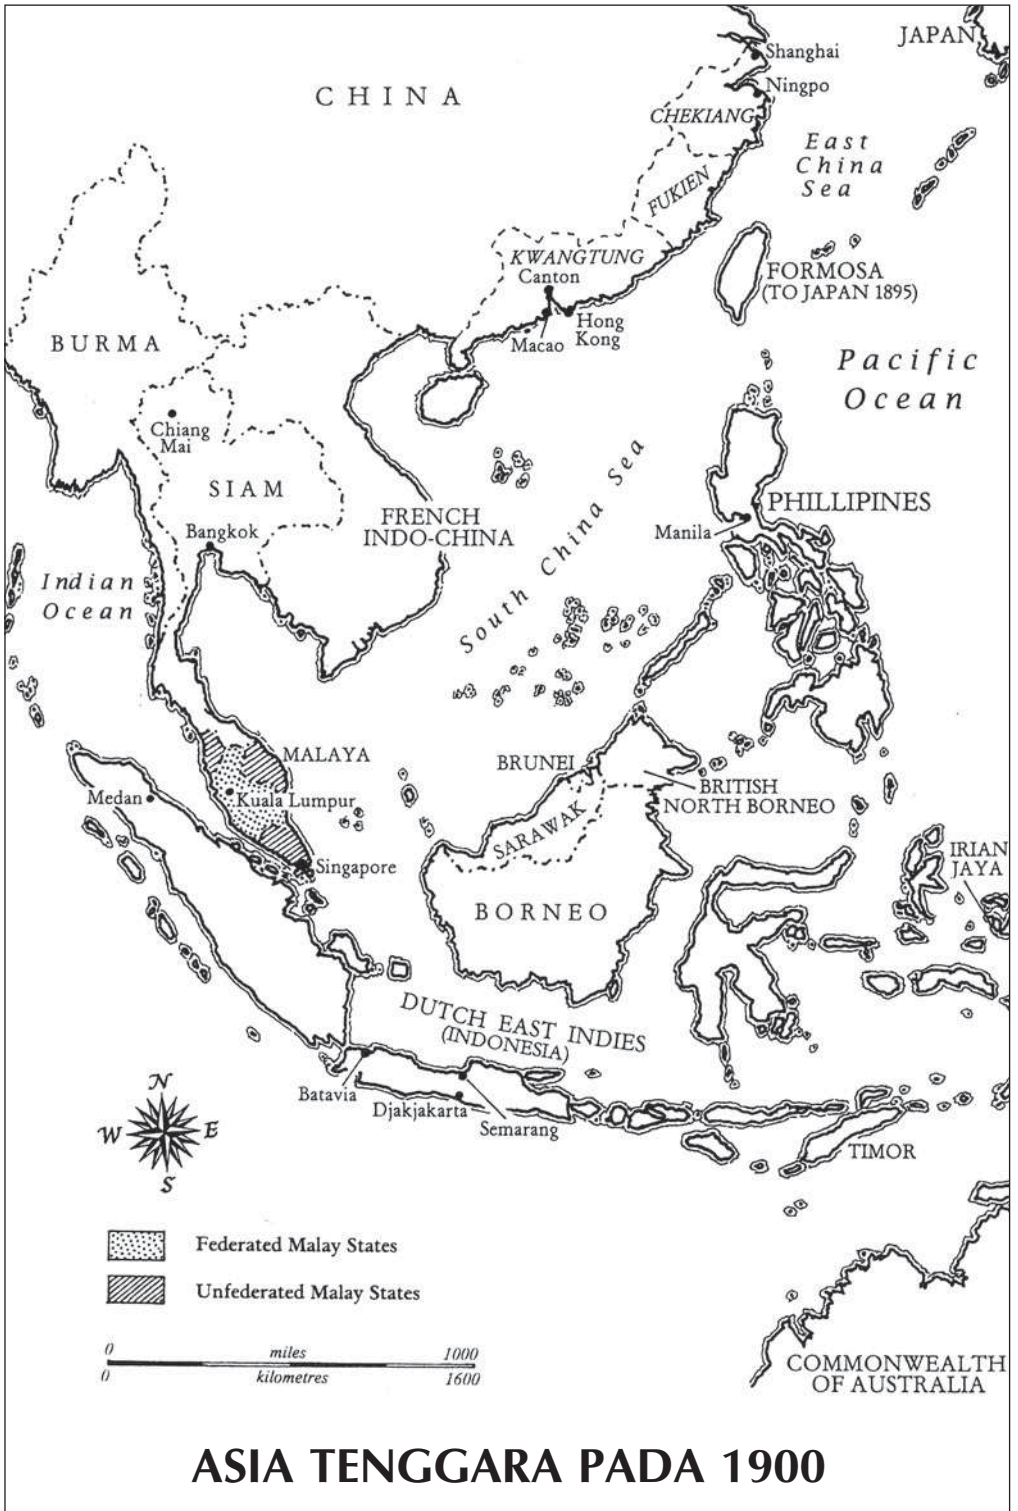 JAPAN
Shanghai
Ningpo
CHINA
CHEKIANG
East
China
Sea
FUKIEN
KWANGTUNG
Canton
FORMOSA
(TO JAPAN 1895)
Hong
Kong
Macao
BURMA
Pacific
Ocean
Chiang
Mai
SIAM
South China Sea
PHILLIPINES
FRENCH
INDO-CHINA
Manila
Bangkok
Indian
Ocean
MALAYA
BRUNEI
BRITISH
NORTH BORNEO
Medan
Kuala Lumpur
SARAWAK
IRIAN
JAYA
Singapore
BORNEO
DUTCH EAST INDIES
(INDONESIA)
Batavia
Djakjakarta
Semarang
N
W
E
S
TIMOR
Federated Malay States
Unfederated Malay States
0 miles 1000
0 kilometres 1600
COMMONWEALTH
OF AUSTRALIA
ASIA TENGGARA PADA 1900